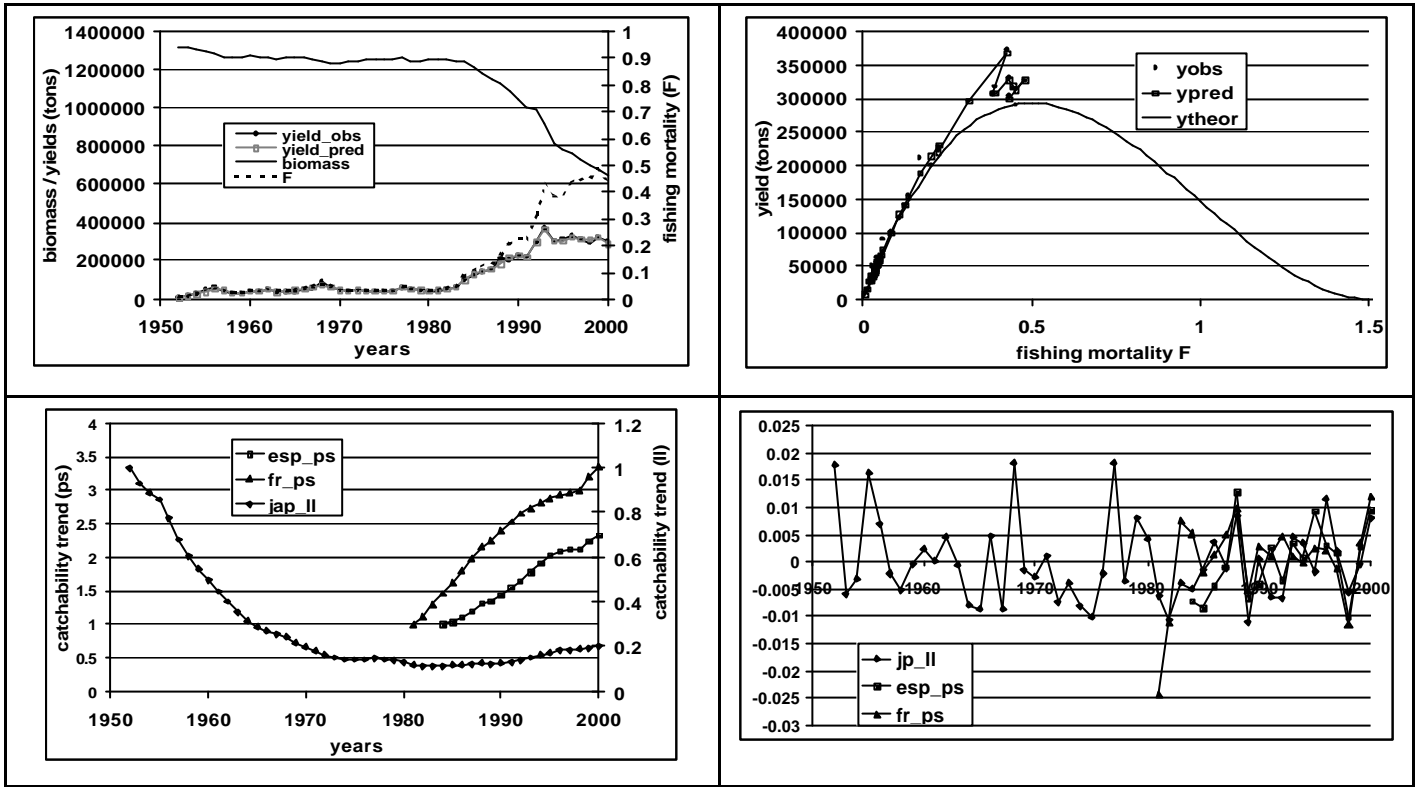 biomass / yields (tons)
1400000
1200000
1000000
800000
600000
400000
200000
0
yield_obs
yield_pred
biomass
F
1
0.9
0.8
0.7
0.6
0.5
0.4
0.3
0.2
0.1
0
fishing mortality (F)
1950 1960 1970 1980 1990 2000
years
yield (tons)
400000
350000
300000
250000
200000
150000
100000
50000
0
yobs
ypred
ytheor
0 0.5 1 1.5
fishing mortality F
catchability trend (ps)
4
3.5
3
2.5
2
1.5
1
0.5
0
esp_ps
fr_ps
jap_ll
1.2
1
0.8
0.6
0.4
0.2
0
catchability trend (ll)
1950 1960 1970 1980 1990 2000
years
0.025
0.02
0.015
0.01
0.005
0
-0.005
-0.01
-0.015
-0.02
-0.025
-0.03
1950 1960 1970 1980 1990 2000
jp_ll
esp_ps
fr_ps